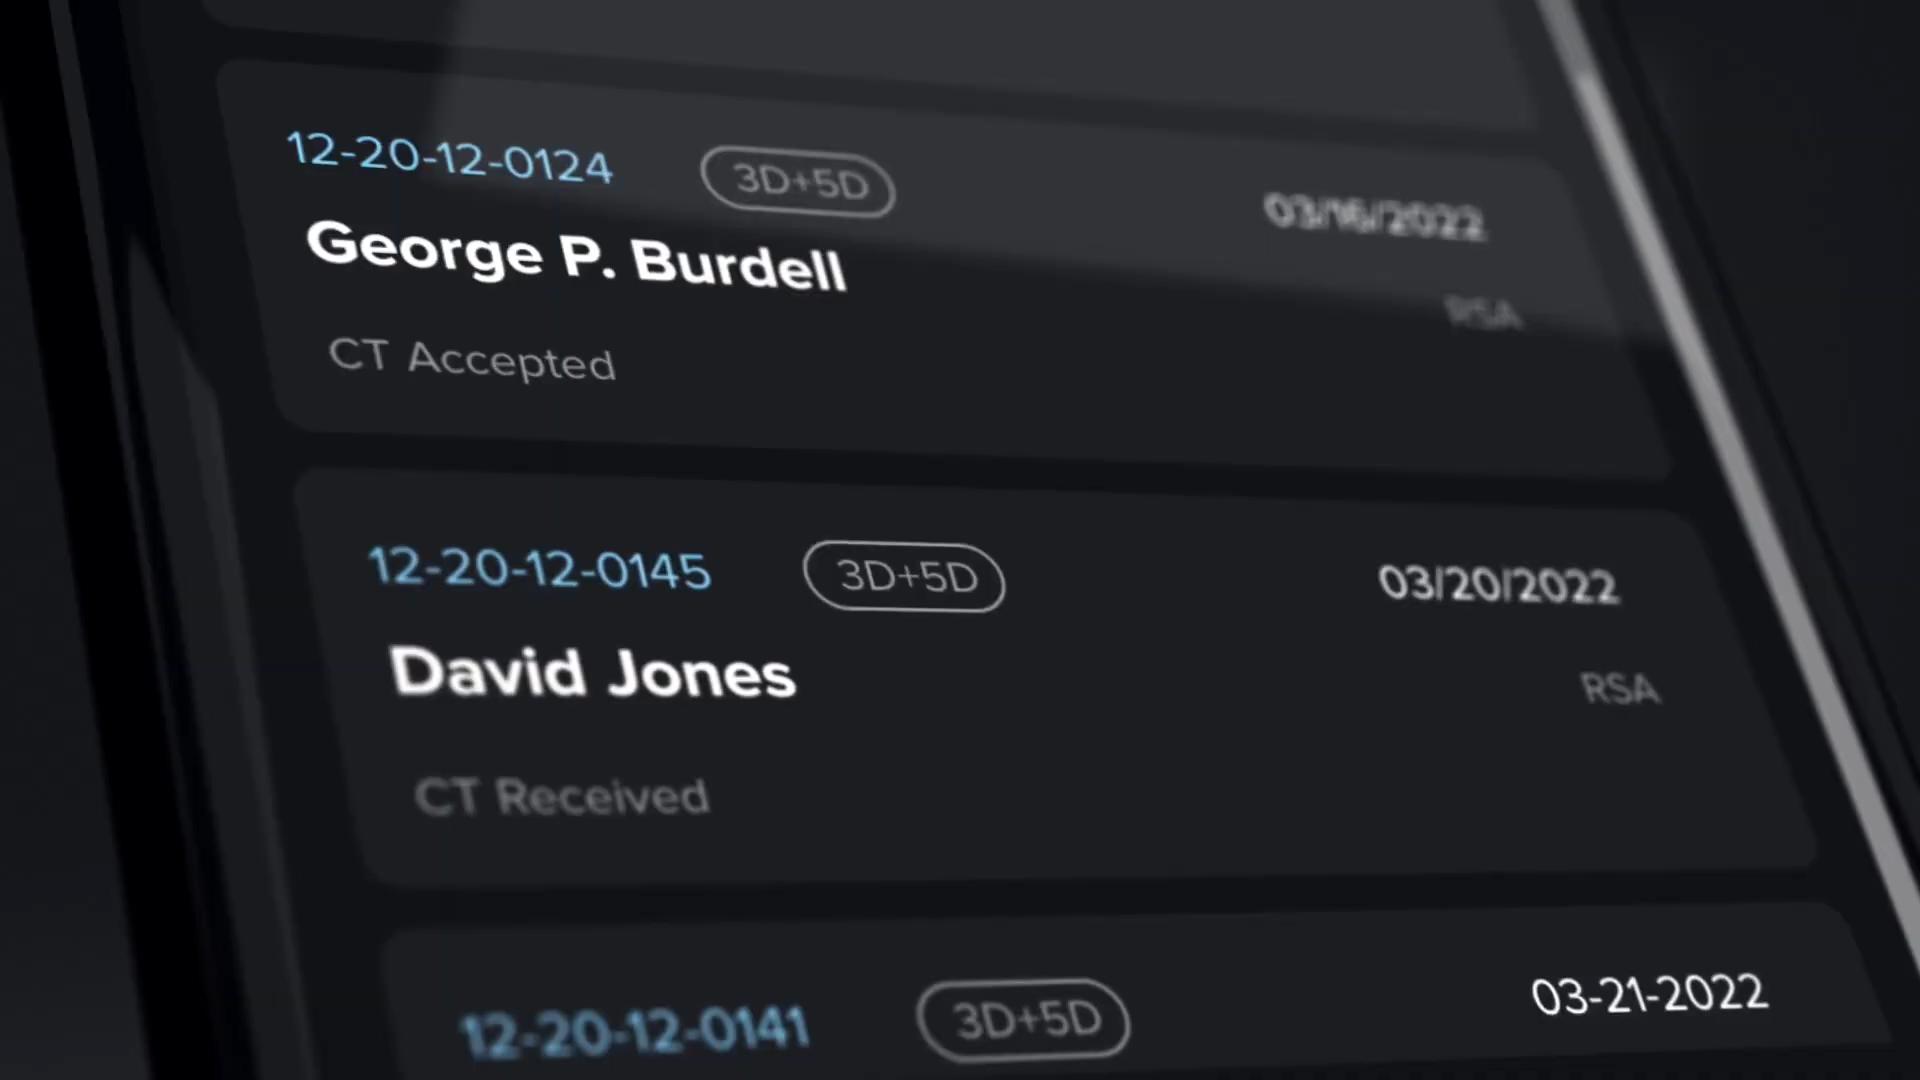 12-20-12-0124 3D+5D 03/16/2022
George P. Burdell RSA
CT Accepted
12-20-12-0145 3D+5D 03/20/2022
David Jones RSA
CT Received
12-20-12-0141 3D+5D 03-21-2022